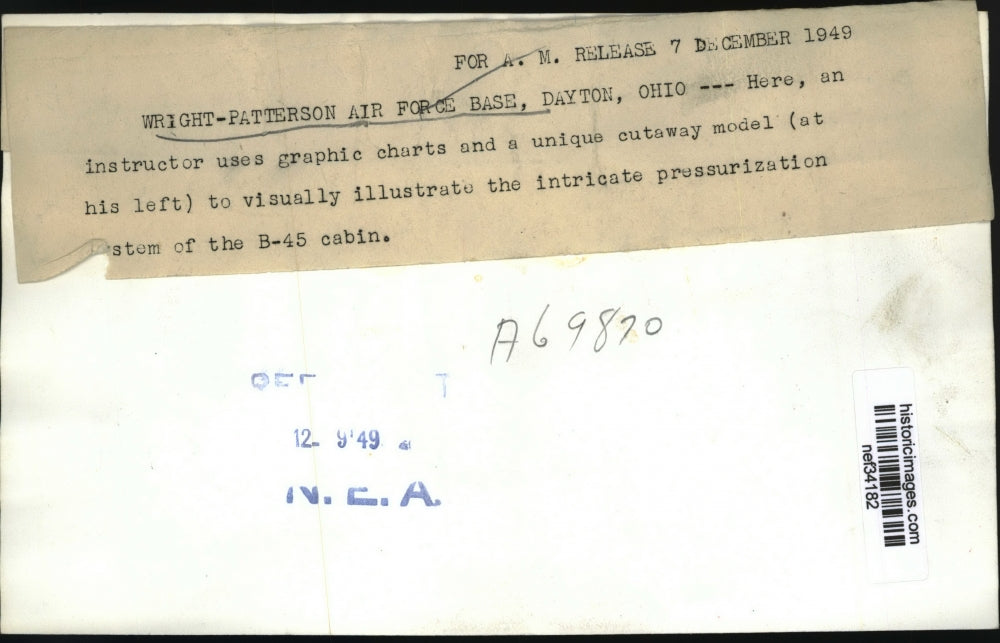 FOR A. M. RELEASE 7 DECEMBER 1949
WRIGHT-PATTERSON AIR FORCE BASE, DAYTON, OHIO --- Here, an
instructor uses graphic charts and a unique cutaway model (at
his left) to visually illustrate the intricate pressurization
of the B-45 cabin.
A69870
12- 9'49
N.E.A.
historicimages.com
nef34182